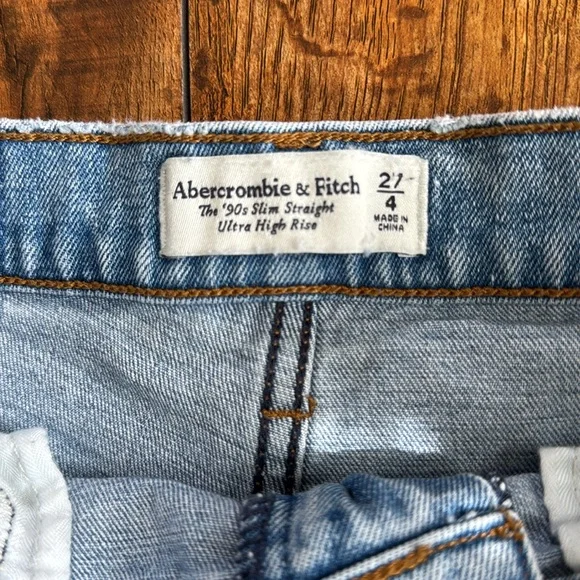 Abercrombie & Fitch
The '90s Slim Straight
Ultra High Rise
27
4
MADE IN
CHINA